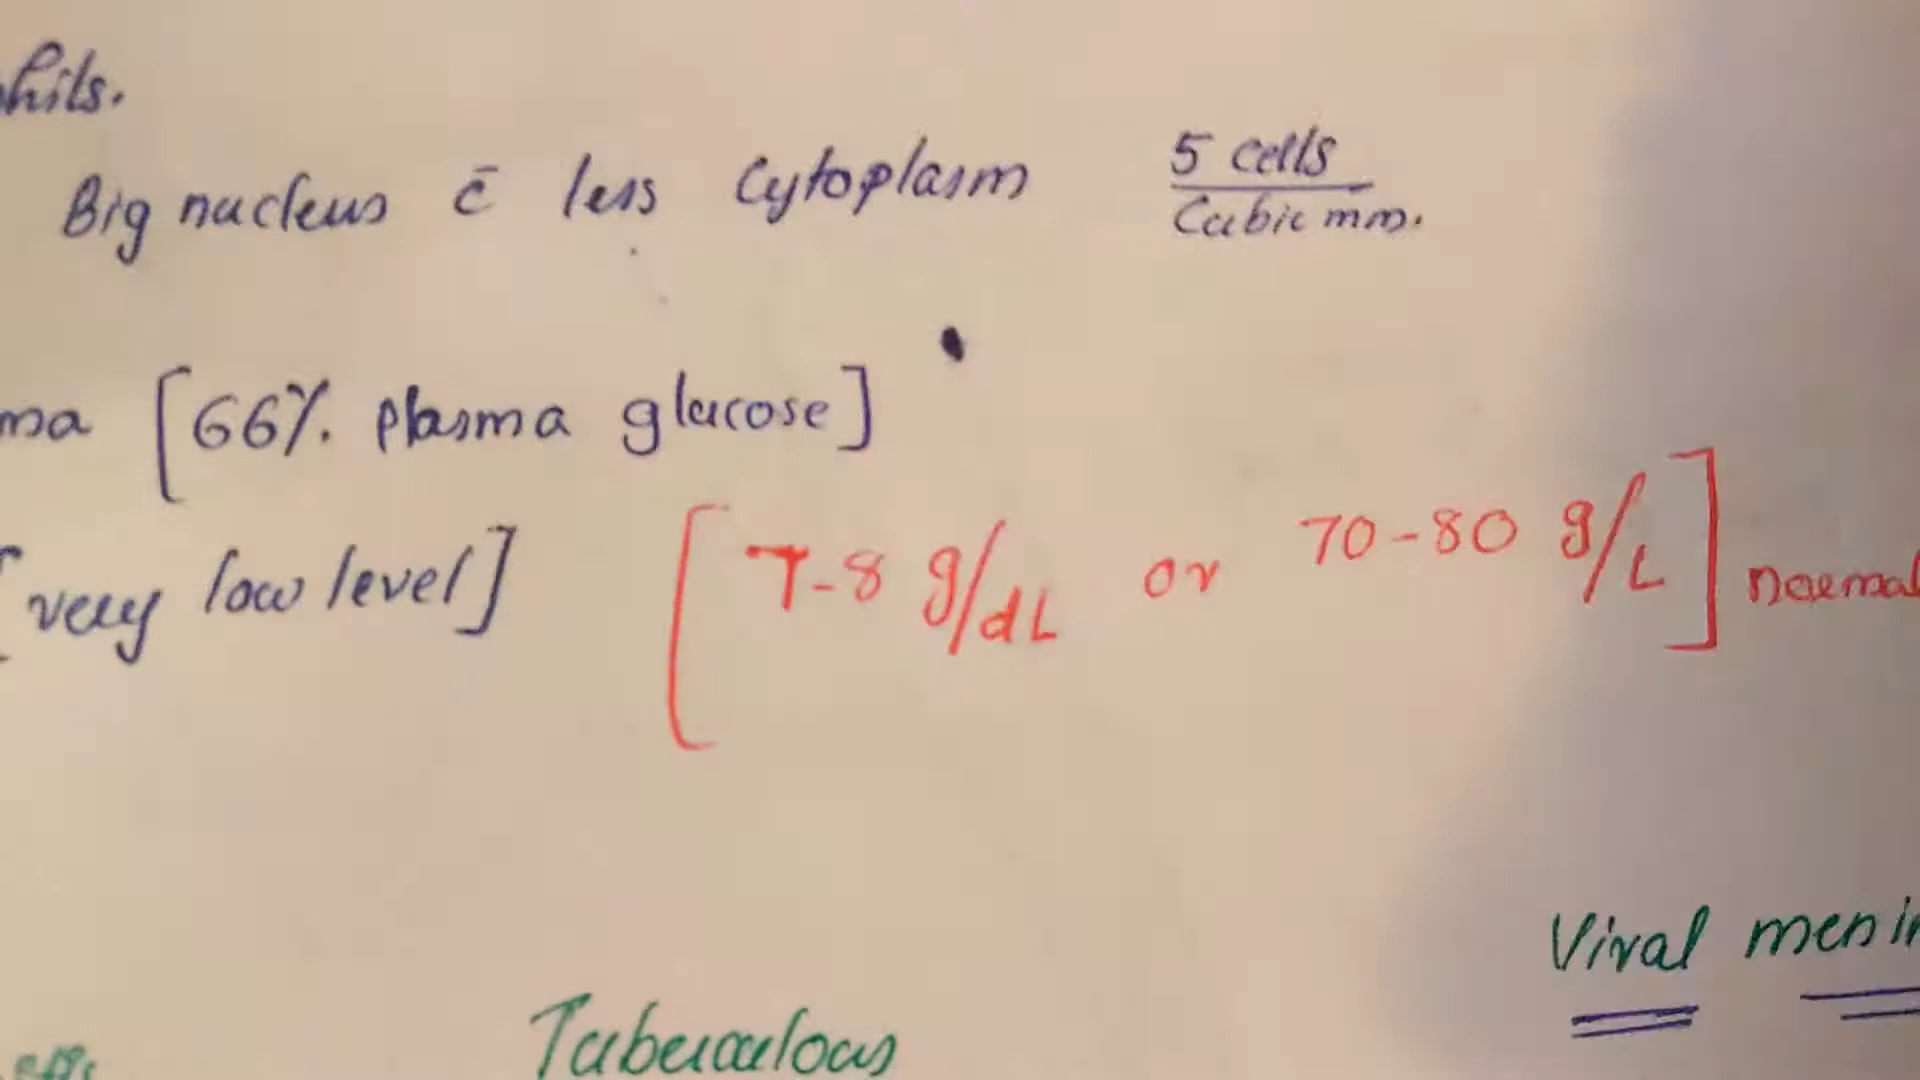 hils.
Big nucleus c̄ less Cytoplasm 5 cells / Cubic mm.
ma [66% plasma glucose]
[very low level] [7-8 g/dL or 70-80 g/L] normal
Viral menin
Tuberculous